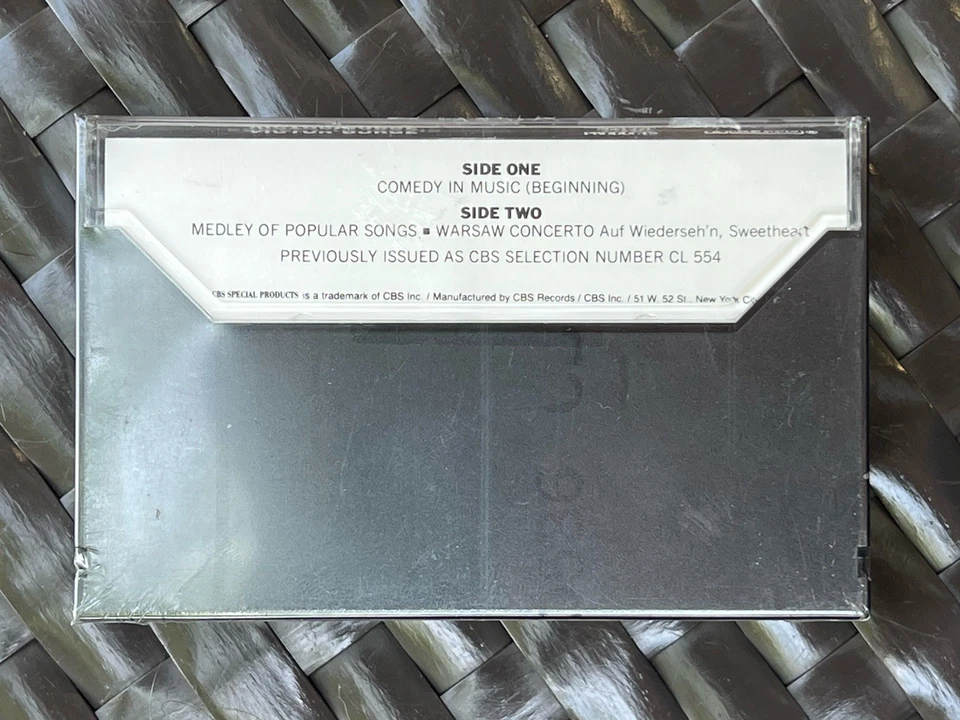 SIDE ONE
COMEDY IN MUSIC (BEGINNING)
SIDE TWO
MEDLEY OF POPULAR SONGS ■ WARSAW CONCERTO Auf Wiederseh'n, Sweetheart
PREVIOUSLY ISSUED AS CBS SELECTION NUMBER CL 554
CBS SPECIAL PRODUCTS is a trademark of CBS Inc. / Manufactured by CBS Records / CBS Inc. / 51 W. 52 St., New York